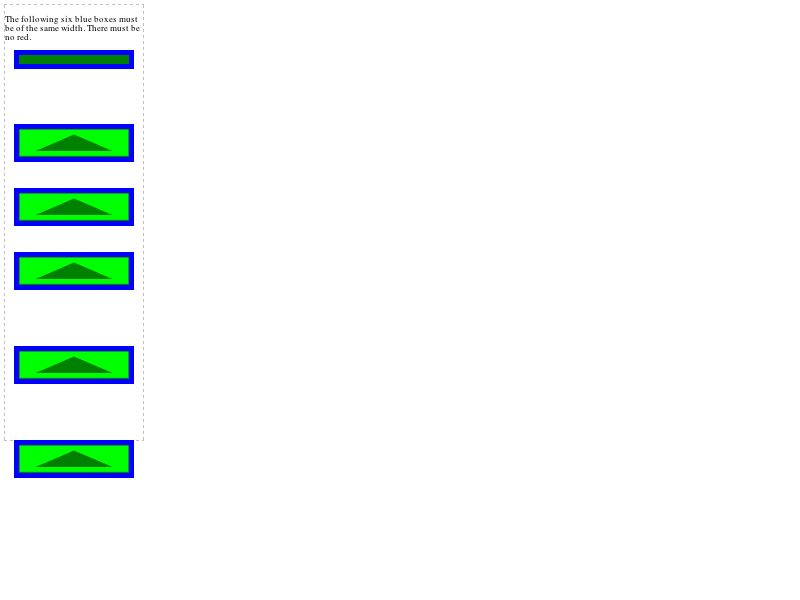 The following six blue boxes must
be of the same width. There must be
no red.